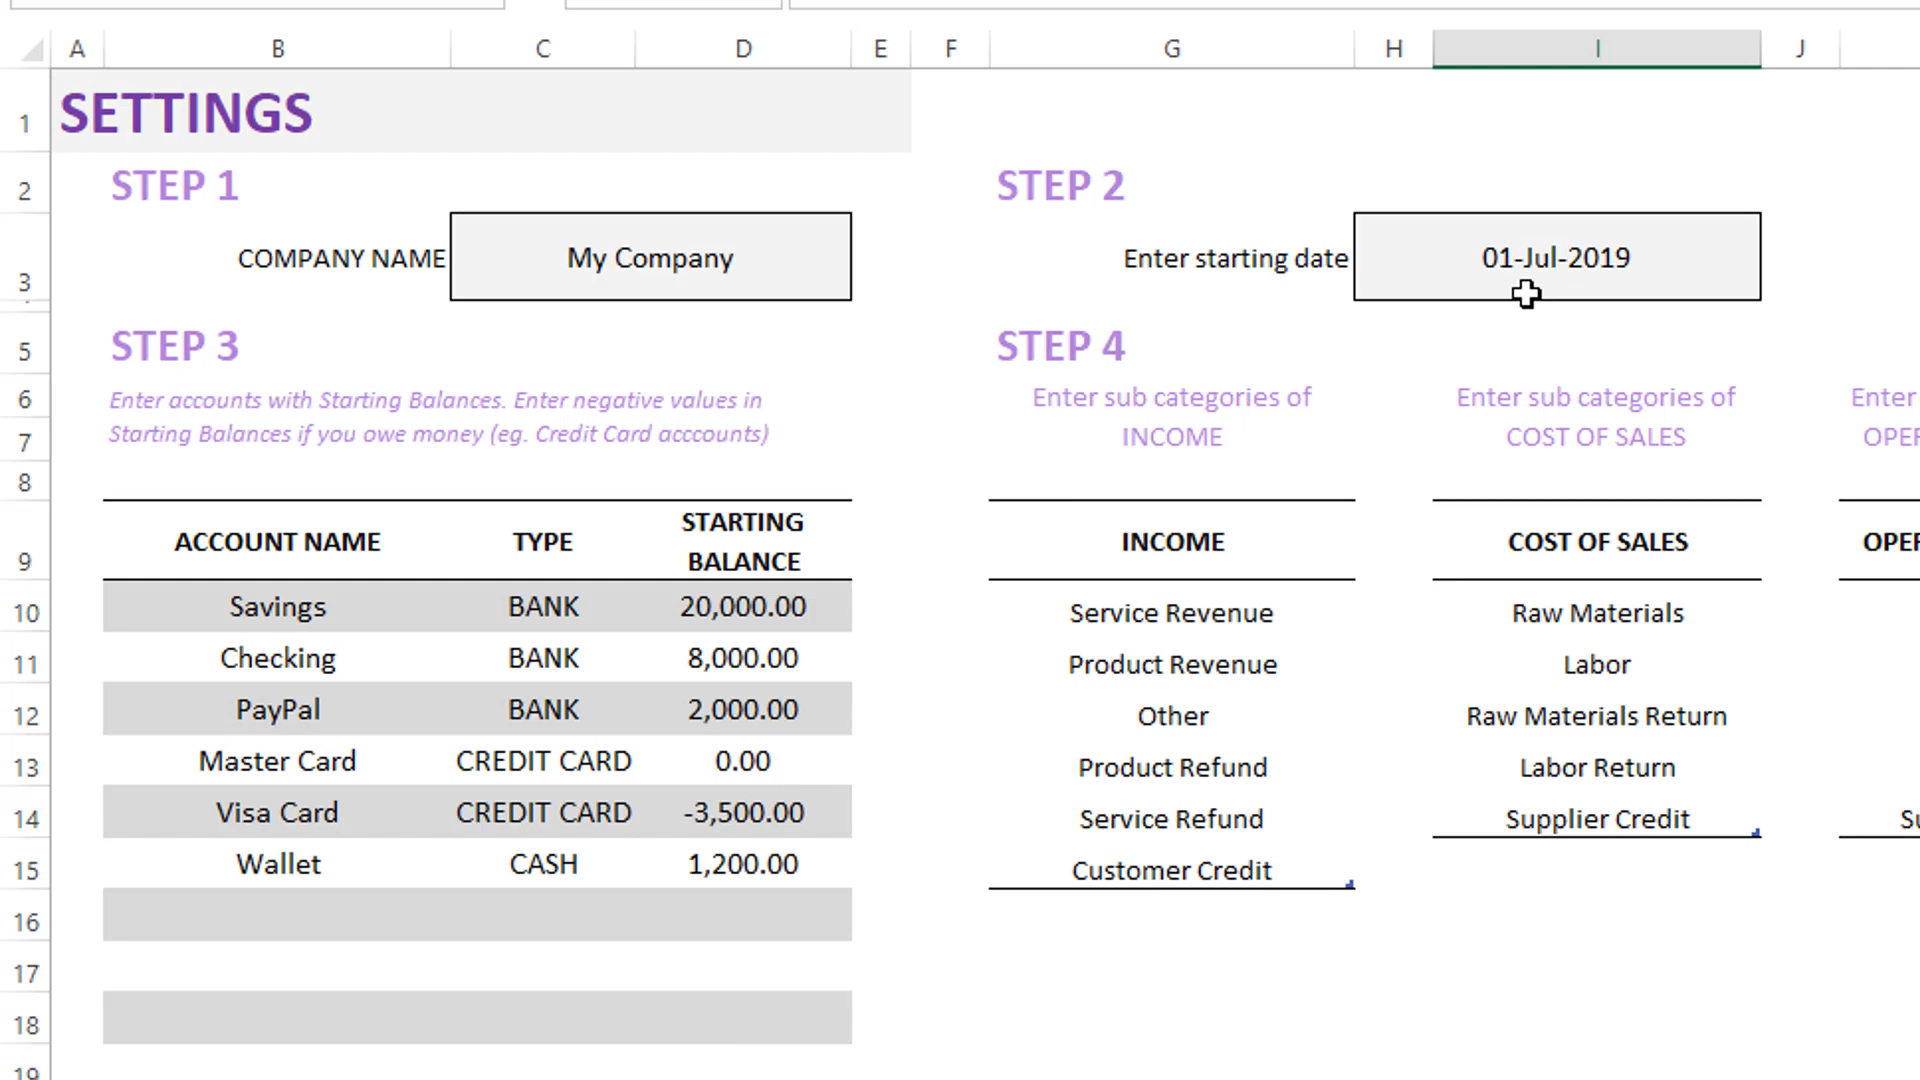 A B C D E F G H I J
1 SETTINGS
2 STEP 1 STEP 2
3 COMPANY NAME My Company Enter starting date 01-Jul-2019
5 STEP 3 STEP 4
6 Enter accounts with Starting Balances. Enter negative values in Enter sub categories of Enter sub categories of Enter
7 Starting Balances if you owe money (eg. Credit Card acccounts) INCOME COST OF SALES
8
STARTING
9 ACCOUNT NAME TYPE BALANCE INCOME COST OF SALES
10 Savings BANK 20,000.00 Service Revenue Raw Materials
11 Checking BANK 8,000.00 Product Revenue Labor
12 PayPal BANK 2,000.00 Other Raw Materials Return
13 Master Card CREDIT CARD 0.00 Product Refund Labor Return
14 Visa Card CREDIT CARD -3,500.00 Service Refund Supplier Credit
15 Wallet CASH 1,200.00 Customer Credit
16
17
18
19